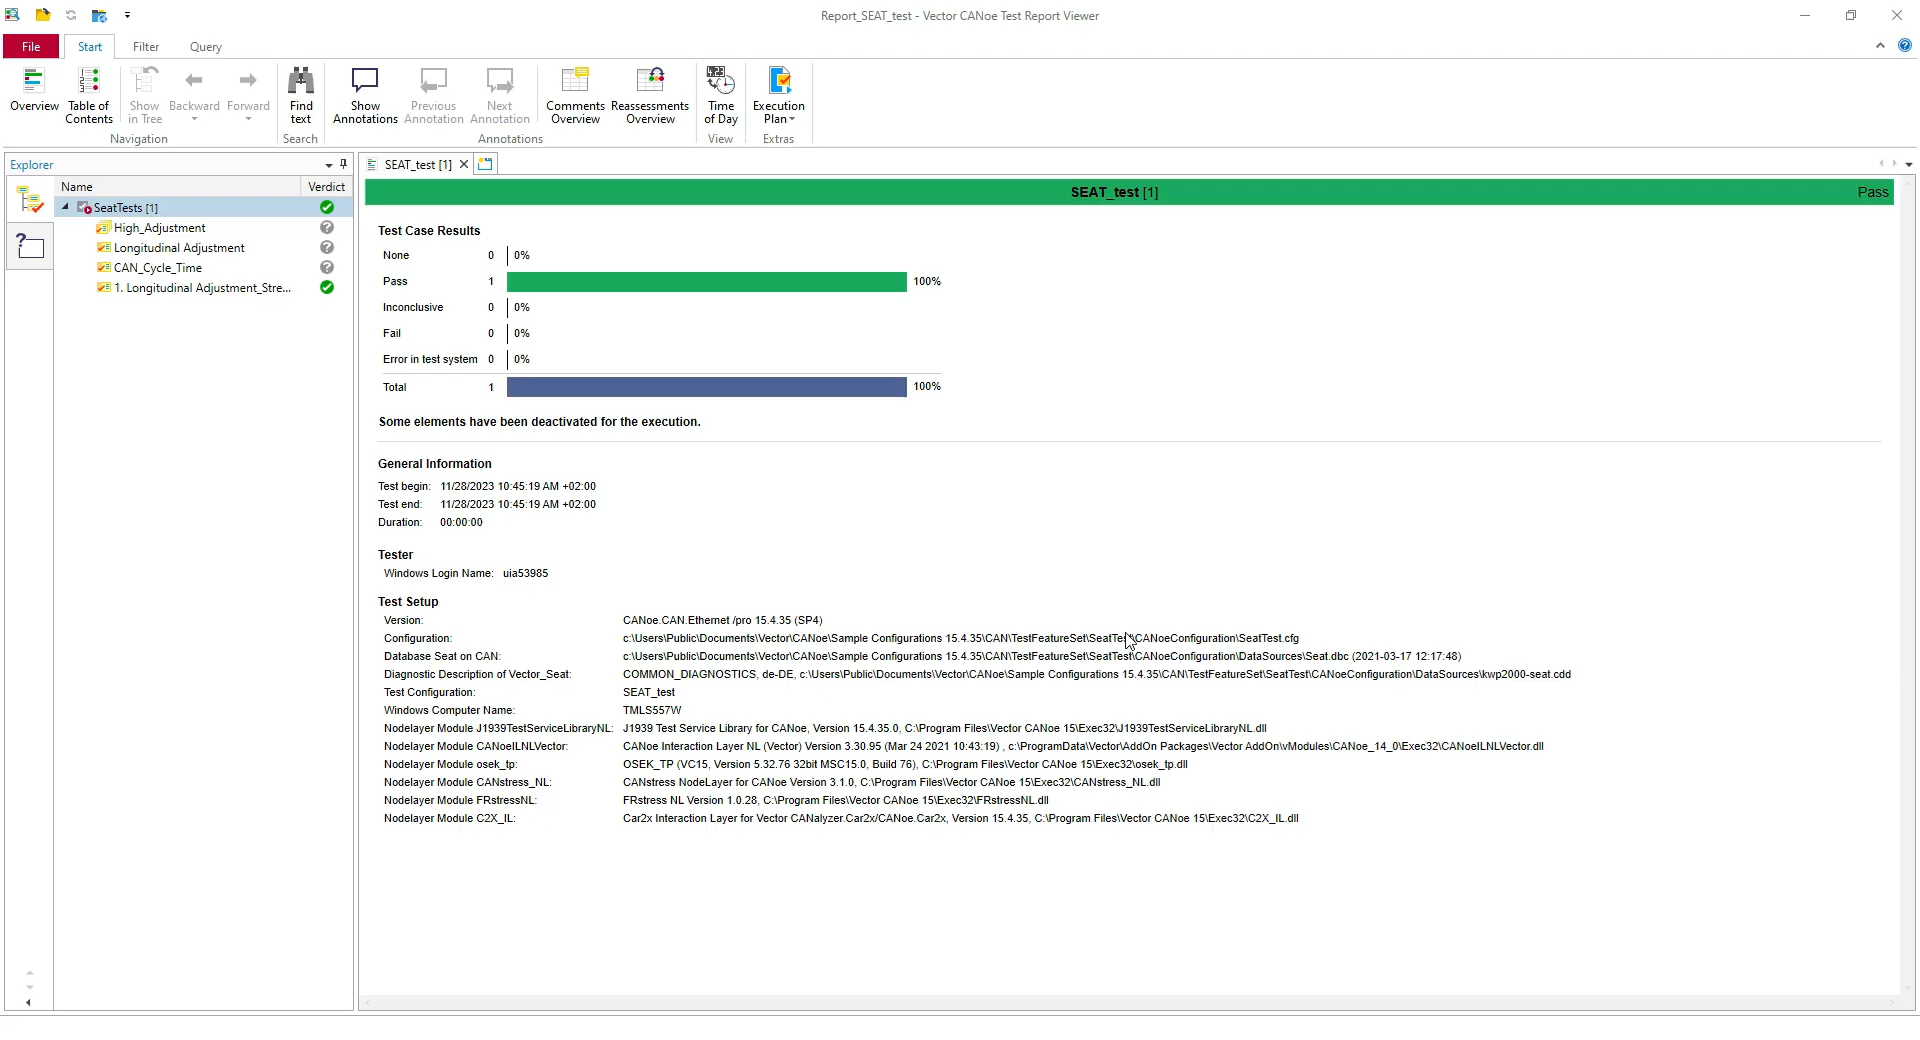 Report_SEAT_test - Vector CANoe Test Report Viewer
File Start Filter Query
Overview
Table of Contents
Show in Tree
Backward
Forward
Find text
Show Annotations
Previous Annotation
Next Annotation
Comments Overview
Reassessments Overview
Time of Day
Execution Plan
Navigation Search Annotations View Extras
Explorer
Name Verdict
SeatTests [1]
High_Adjustment
Longitudinal Adjustment
CAN_Cycle_Time
1. Longitudinal Adjustment_Stre...
SEAT_test [1]
SEAT_test [1] Pass
Test Case Results
None 0 0%
Pass 1 100%
Inconclusive 0 0%
Fail 0 0%
Error in test system 0 0%
Total 1 100%
Some elements have been deactivated for the execution.
General Information
Test begin: 11/28/2023 10:45:19 AM +02:00
Test end: 11/28/2023 10:45:19 AM +02:00
Duration: 00:00:00
Tester
Windows Login Name: uia53985
Test Setup
Version: CANoe.CAN.Ethernet /pro 15.4.35 (SP4)
Configuration: c:\Users\Public\Documents\Vector\CANoe\Sample Configurations 15.4.35\CAN\TestFeatureSet\SeatTest\CANoeConfiguration\SeatTest.cfg
Database Seat on CAN: c:\Users\Public\Documents\Vector\CANoe\Sample Configurations 15.4.35\CAN\TestFeatureSet\SeatTest\CANoeConfiguration\DataSources\Seat.dbc (2021-03-17 12:17:48)
Diagnostic Description of Vector_Seat: COMMON_DIAGNOSTICS, de-DE, c:\Users\Public\Documents\Vector\CANoe\Sample Configurations 15.4.35\CAN\TestFeatureSet\SeatTest\CANoeConfiguration\DataSources\kwp2000-seat.cdd
Test Configuration: SEAT_test
Windows Computer Name: TMLS557W
Nodelayer Module J1939TestServiceLibraryNL: J1939 Test Service Library for CANoe, Version 15.4.35.0, C:\Program Files\Vector CANoe 15\Exec32\J1939TestServiceLibraryNL.dll
Nodelayer Module CANoeILNLVector: CANoe Interaction Layer NL (Vector) Version 3.30.95 (Mar 24 2021 10:43:19) , c:\ProgramData\Vector\AddOn Packages\Vector AddOn\vModules\CANoe_14_0\Exec32\CANoeILNLVector.dll
Nodelayer Module osek_tp: OSEK_TP (VC15, Version 5.32.76 32bit MSC15.0, Build 76), C:\Program Files\Vector CANoe 15\Exec32\osek_tp.dll
Nodelayer Module CANstress_NL: CANstress NodeLayer for CANoe Version 3.1.0, C:\Program Files\Vector CANoe 15\Exec32\CANstress_NL.dll
Nodelayer Module FRstressNL: FRstress NL Version 1.0.28, C:\Program Files\Vector CANoe 15\Exec32\FRstressNL.dll
Nodelayer Module C2X_IL: Car2x Interaction Layer for Vector CANalyzer.Car2x/CANoe.Car2x, Version 15.4.35, C:\Program Files\Vector CANoe 15\Exec32\C2X_IL.dll